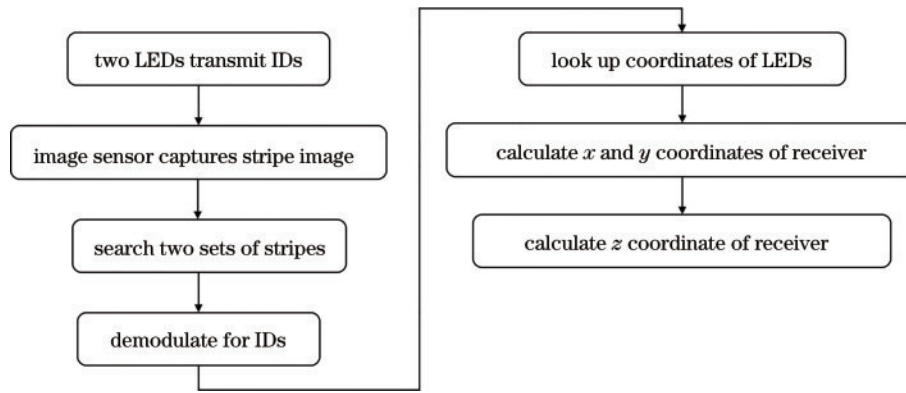 two LEDs transmit IDs
image sensor captures stripe image
search two sets of stripes
demodulate for IDs
look up coordinates of LEDs
calculate x and y coordinates of receiver
calculate z coordinate of receiver